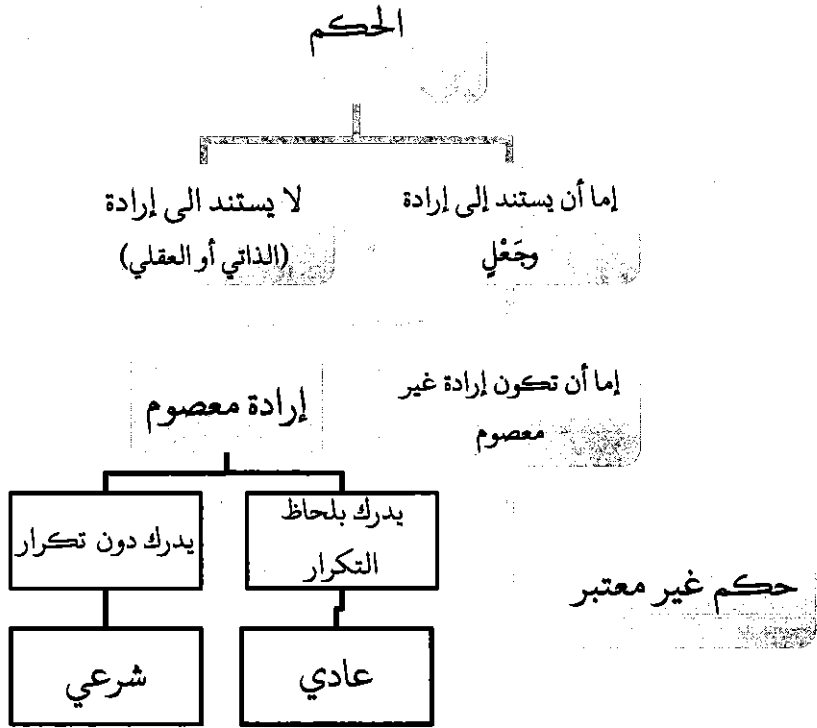 الحكم
إما أن يستند إلى إرادة
وجَعْلٍ
لا يستند الى إرادة
(الذاتي أو العقلي)
إما أن تكون إرادة غير
معصوم
إرادة معصوم
يدرك بلحاظ
التكرار
يدرك دون تكرار
حكم غير معتبر
عادي
شرعي